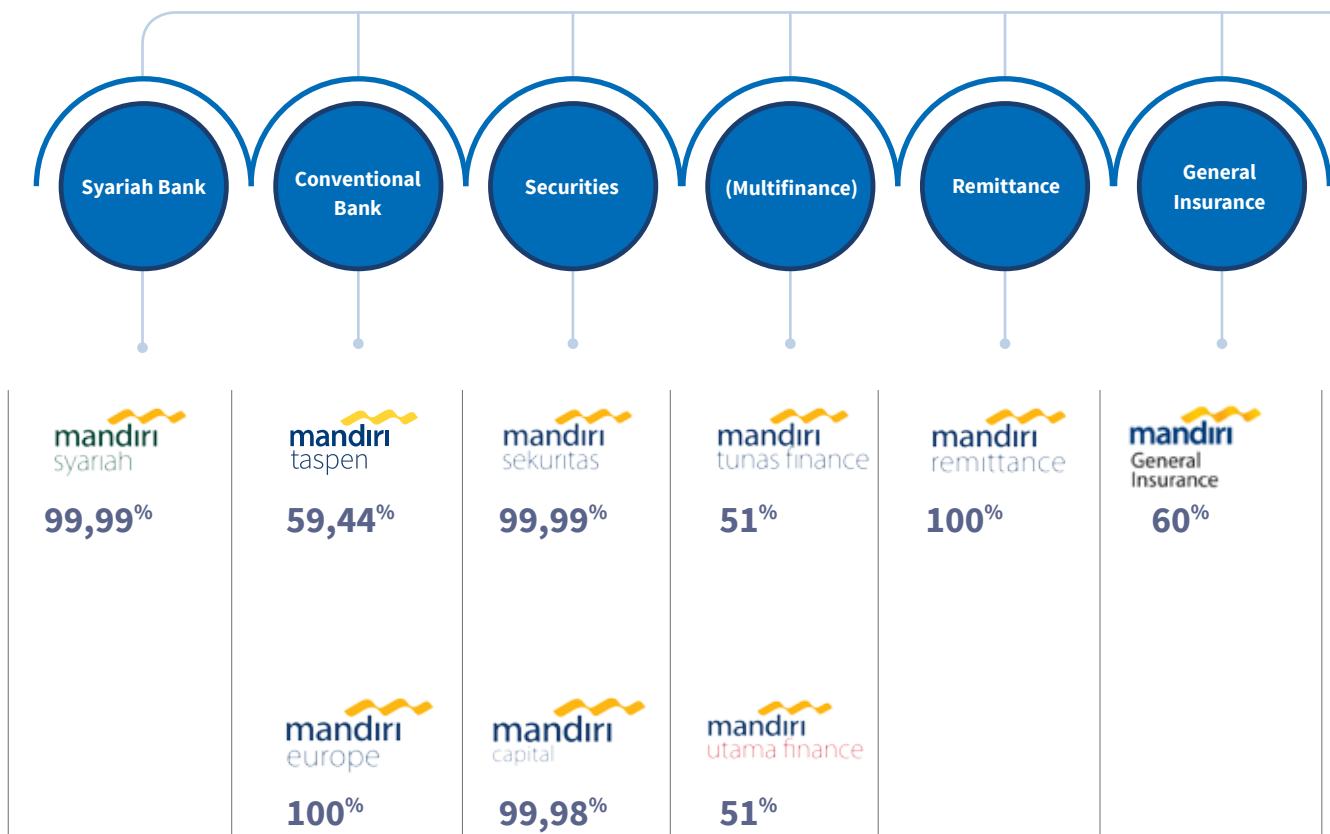 Syariah Bank
Conventional
Bank
Securities
(Multifinance)
Remittance
General
Insurance
mandiri
syariah
99,99%
mandiri
taspen
59,44%
mandiri
sekuritas
99,99%
mandiri
tunas finance
51%
mandiri
remittance
100%
mandiri
General
Insurance
60%
mandiri
europe
100%
mandiri
capital
99,98%
mandiri
utama finance
51%